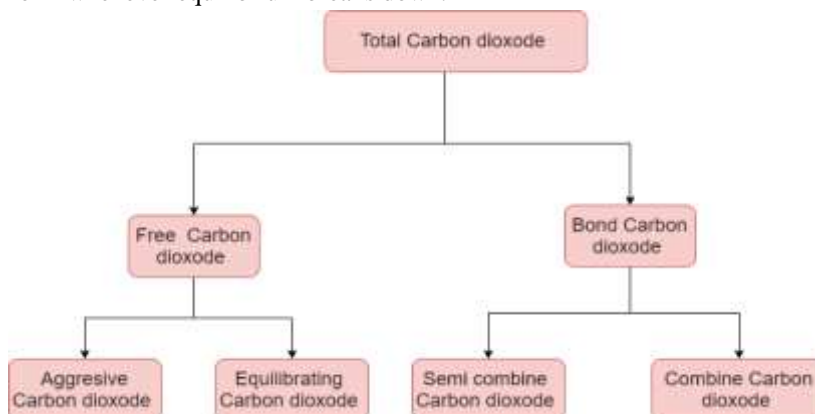 Total Carbon dioxode
Free Carbon
dioxode
Bond Carbon
dioxode
Aggresive
Carbon dioxode
Equilibrating
Carbon dioxode
Semi combine
Carbon dioxode
Combine Carbon
dioxode